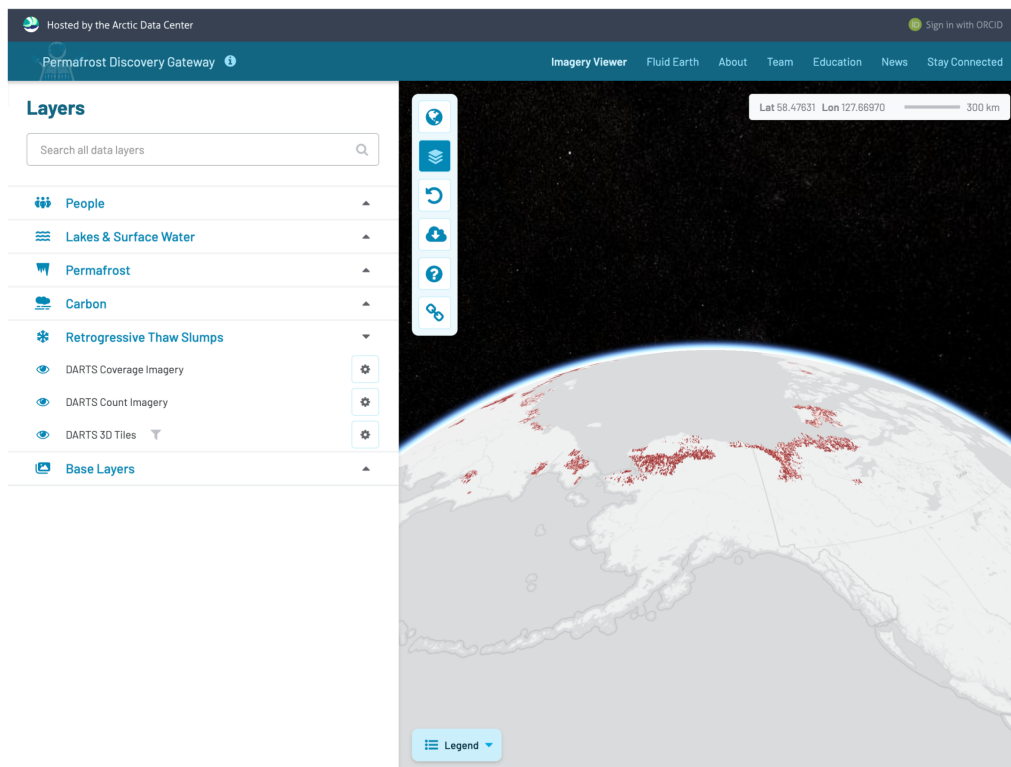 Hosted by the Arctic Data Center
iD Sign in with ORCID
Permafrost Discovery Gateway
Imagery Viewer Fluid Earth About Team Education News Stay Connected
Layers
Search all data layers
Lat 58.47631 Lon 127.66970 300 km
People
Lakes & Surface Water
Permafrost
Carbon
Retrogressive Thaw Slumps
DARTS Coverage Imagery
DARTS Count Imagery
DARTS 3D Tiles
Base Layers
Legend